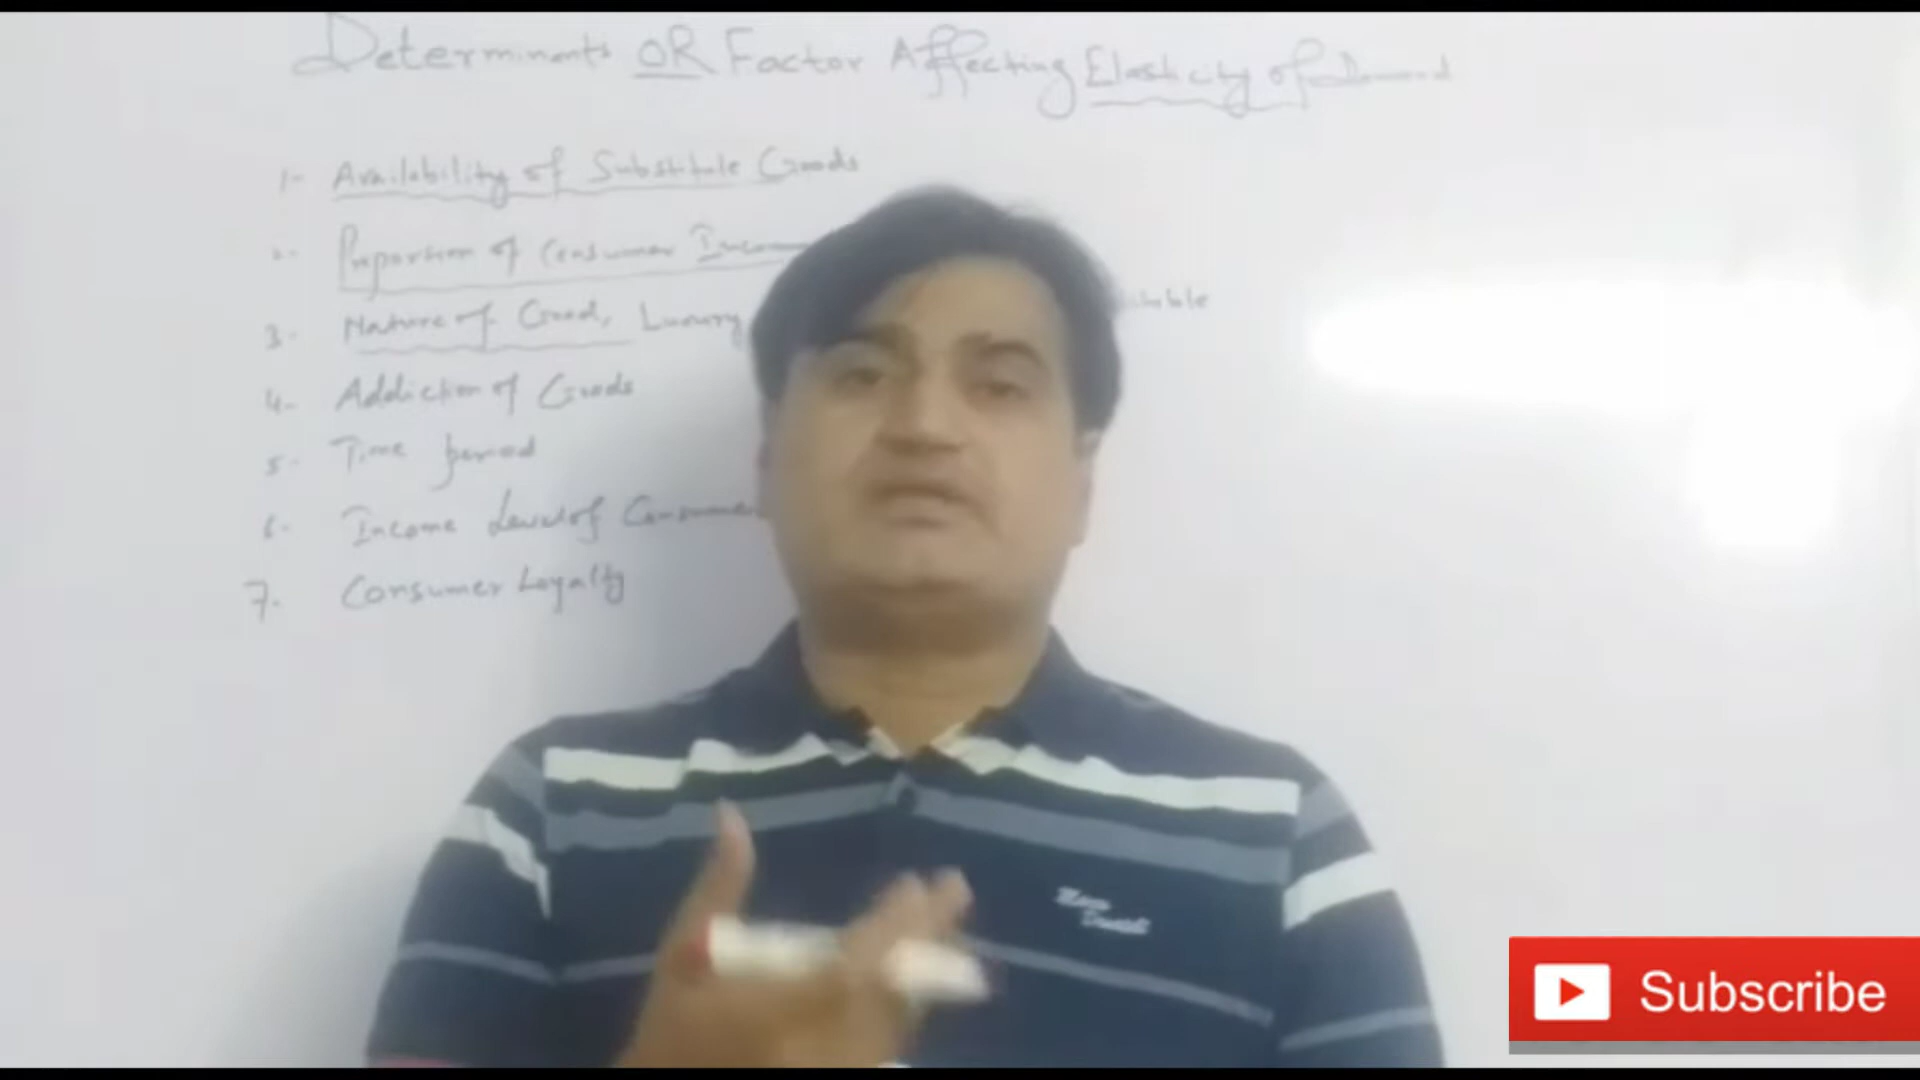 Determinants OR Factor Affecting Elasticity of Demand
1- Availability of Substitute Goods
2- Proporsion of Consumer Income
3- Nature of Good, Luxury
4- Addiction of Goods
5- Time period
6- Income Level of Consumer
7- Consumer Loyalty
Subscribe